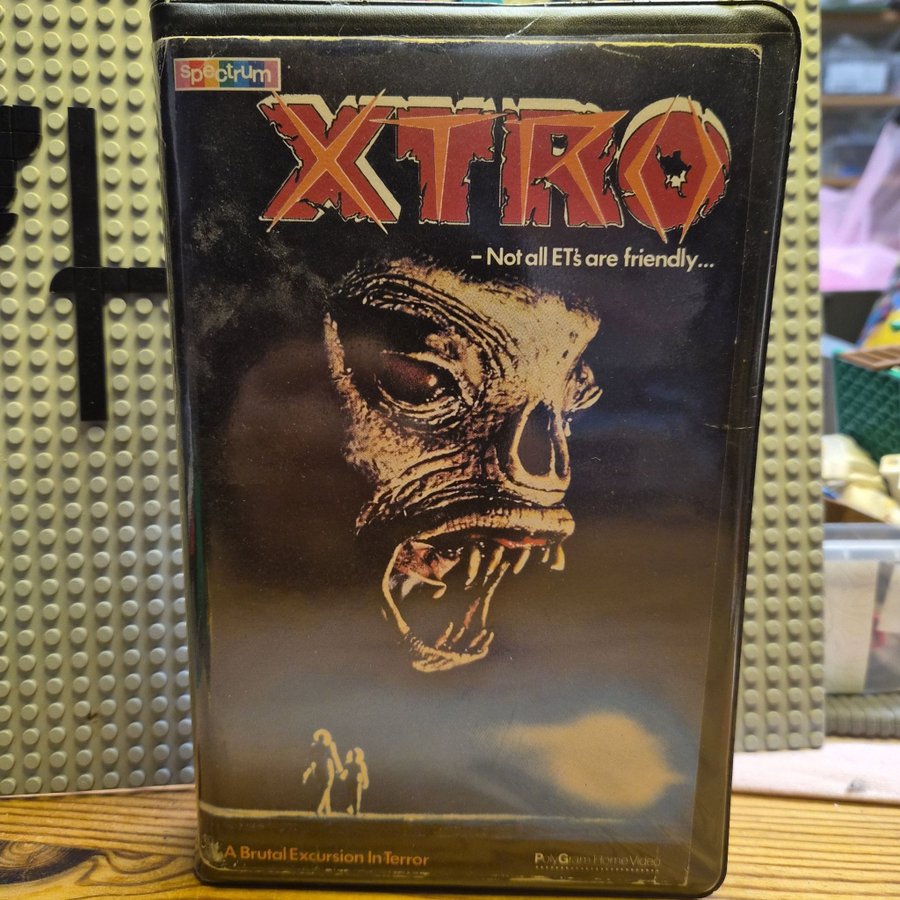 spectrum
XTRO
– Not all ET's are friendly...
A Brutal Excursion In Terror
PolyGram Home Video